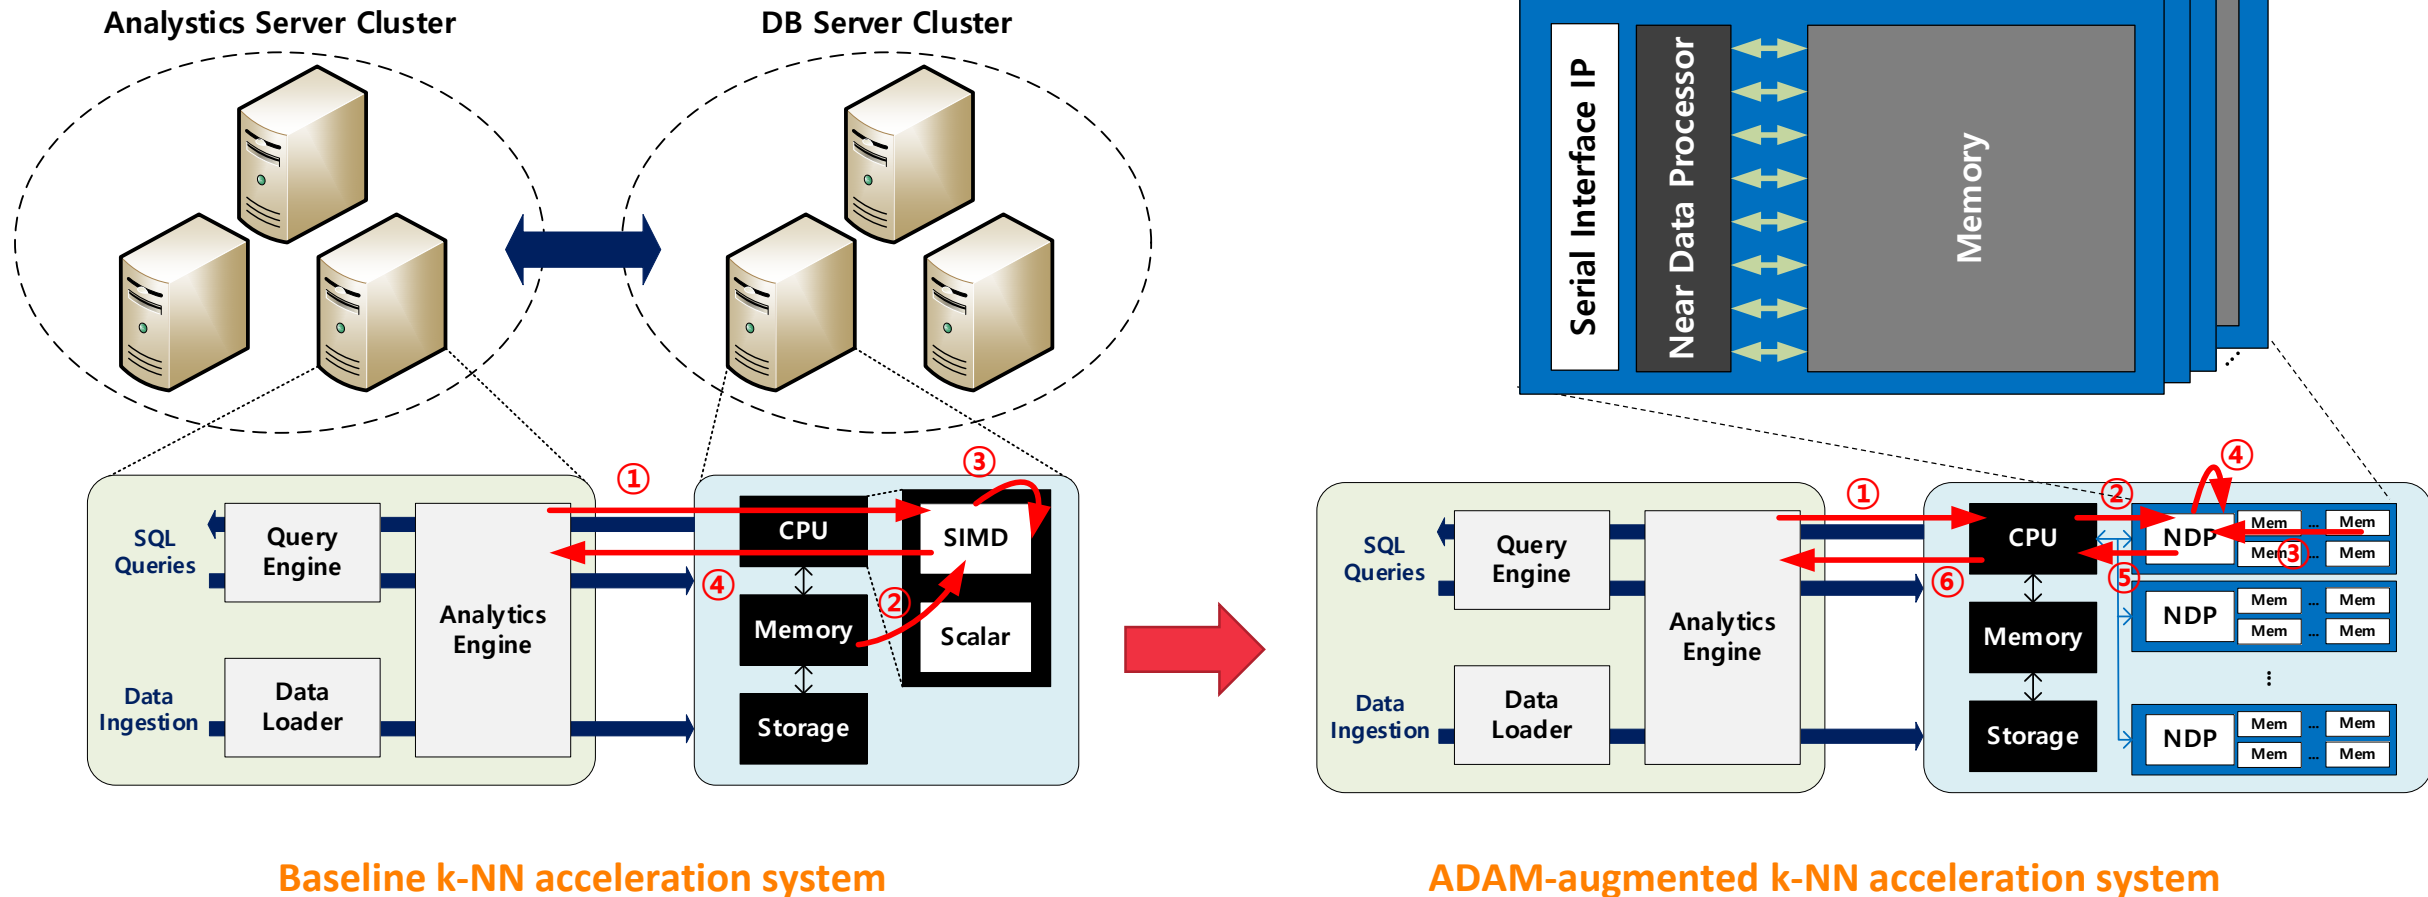 Analystics Server Cluster
DB Server Cluster
SQL
Queries
Query
Engine
Data
Ingestion
Data
Loader
Analytics
Engine
①
④
②
③
CPU
Memory
Storage
SIMD
Scalar
Baseline k-NN acceleration system
Serial Interface IP
Near Data Processor
Memory
...
SQL
Queries
Query
Engine
Data
Ingestion
Data
Loader
Analytics
Engine
①
⑥
②
⑤
④
③
CPU
Memory
Storage
NDP
Mem ... Mem
Mem ... Mem
NDP
Mem ... Mem
Mem ... Mem
...
NDP
Mem ... Mem
Mem ... Mem
ADAM-augmented k-NN acceleration system